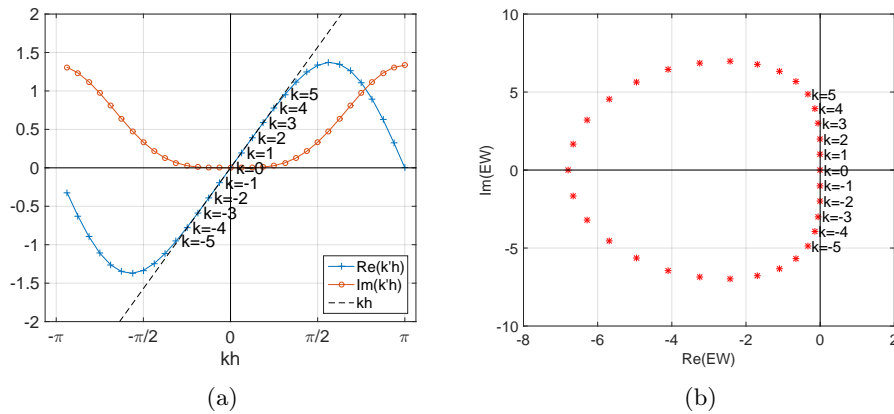 2
1.5
1
0.5
0
-0.5
-1
-1.5
-2
-π
-π/2
0
π/2
π
kh
k=5
k=4
k=3
k=2
k=1
k=0
k=-1
k=-2
k=-3
k=-4
k=-5
Re(k'h)
Im(k'h)
kh
(a)
10
5
0
-5
-10
Im(EW)
-8
-6
-4
-2
0
2
Re(EW)
k=5
k=4
k=3
k=2
k=1
k=0
k=-1
k=-2
k=-3
k=-4
k=-5
(b)